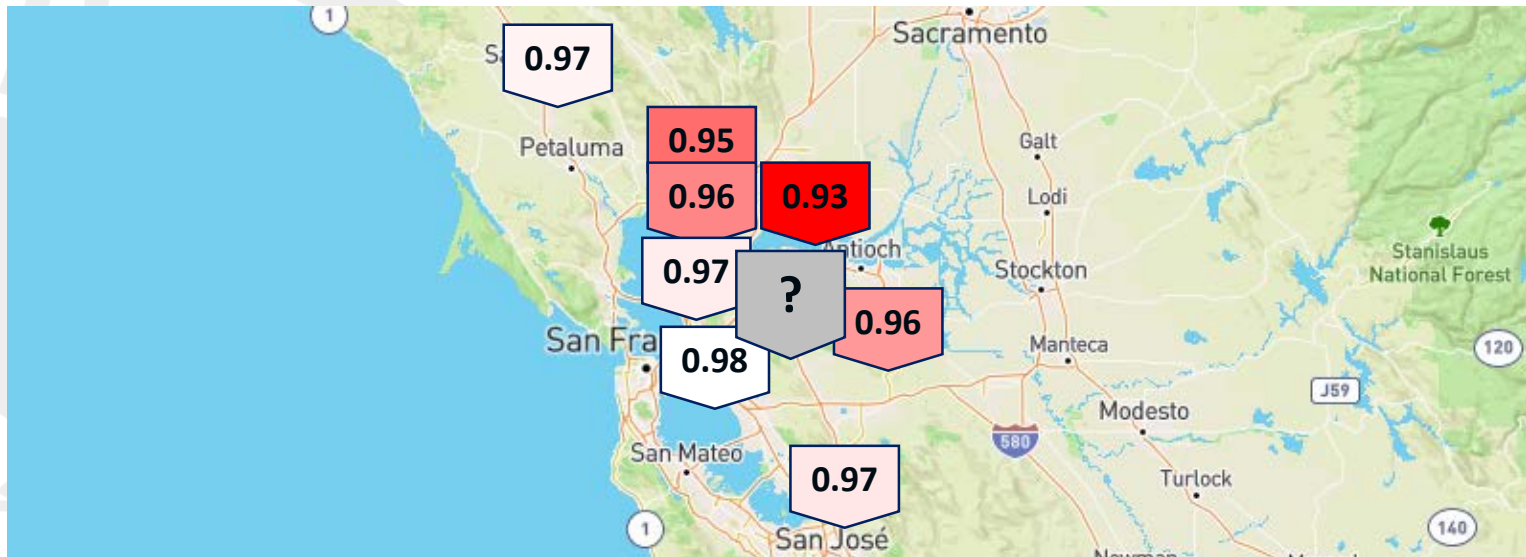 1
Sacramento
Sa
0.97
Petaluma
0.95
Galt
0.96
0.93
Lodi
Antioch
Stanislaus
National Forest
0.97
?
Stockton
0.96
San Fra
0.98
Manteca
120
J59
Modesto
580
San Mateo
0.97
Turlock
1
San José
140
Newman